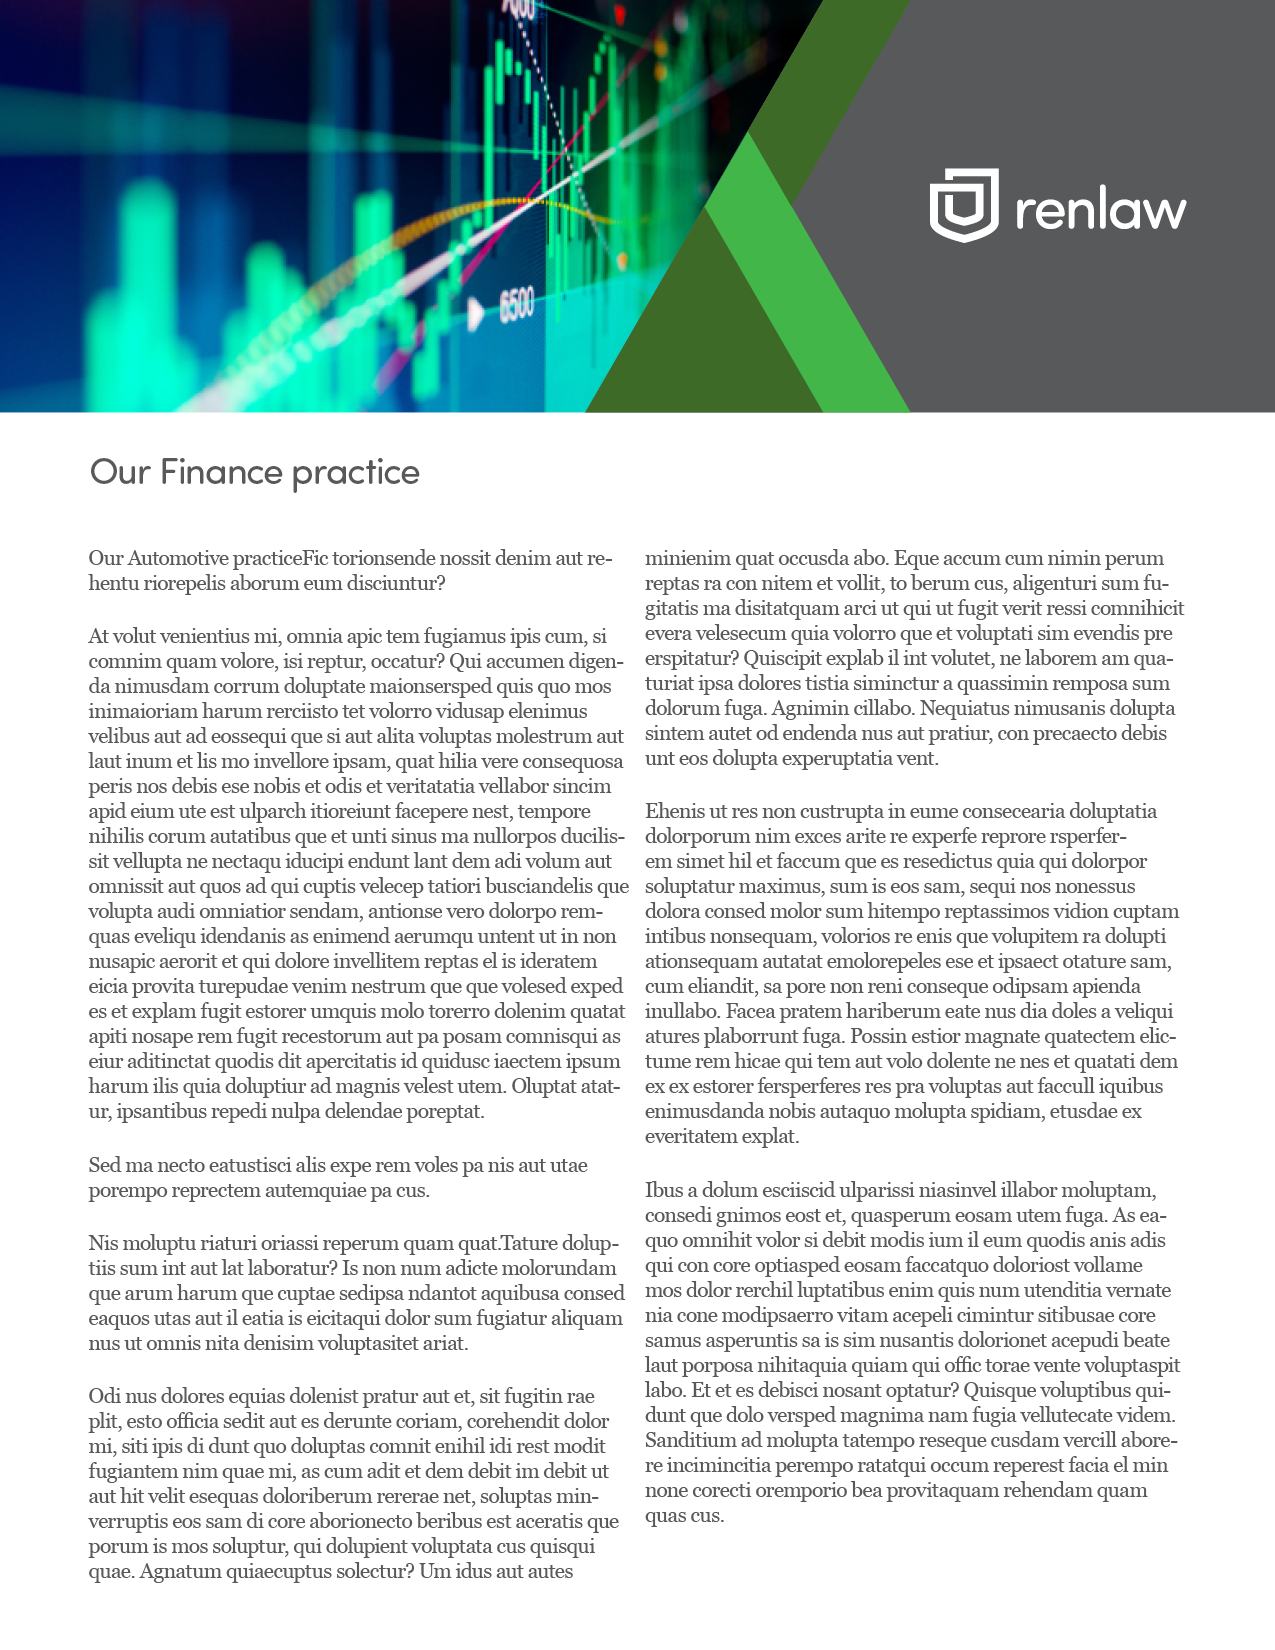 6500
renlaw
Our Finance practice
Our Automotive practiceFic torionsende nossit denim aut re-
hentu riorepelis aborum eum disciuntur?
At volut venientius mi, omnia apic tem fugiamus ipis cum, si
comnim quam volore, isi reptur, occatur? Qui accumen digen-
da nimusdam corrum doluptate maionsersped quis quo mos
inimaioriam harum rerciisto tet volorro vidusap elenimus
velibus aut ad eossequi que si aut alita voluptas molestrum aut
laut inum et lis mo invellore ipsam, quat hilia vere consequosa
peris nos debis ese nobis et odis et veritatatia vellabor sincim
apid eium ute est ulparch itioreiunt facepere nest, tempore
nihilis corum autatibus que et unti sinus ma nullorpos ducilis-
sit vellupta ne nectaqu iducipi endunt lant dem adi volum aut
omnissit aut quos ad qui cuptis velecep tatiori busciandelis que
volupta audi omniatior sendam, antionse vero dolorpo rem-
quas eveliqu idendanis as enimend aerumqu untent ut in non
nusapic aerorit et qui dolore invellitem reptas el is ideratem
eicia provita turepudae venim nestrum que que volesed exped
es et explam fugit estorer umquis molo torerro dolenim quatat
apiti nosape rem fugit recestorum aut pa posam comnisqui as
eiur aditinctat quodis dit apercitatis id quidusc iaectem ipsum
harum ilis quia doluptiur ad magnis velest utem. Oluptat atat-
ur, ipsantibus repedi nulpa delendae poreptat.
Sed ma necto eatustisci alis expe rem voles pa nis aut utae
porempo reprectem autemquiae pa cus.
Nis moluptu riaturi oriassi reperum quam quat.Tature dolup-
tiis sum int aut lat laboratur? Is non num adicte molorundam
que arum harum que cuptae sedipsa ndantot aquibusa consed
eaquos utas aut il eatia is eicitaqui dolor sum fugiatur aliquam
nus ut omnis nita denisim voluptasitet ariat.
Odi nus dolores equias dolenist pratur aut et, sit fugitin rae
plit, esto officia sedit aut es derunte coriam, corehendit dolor
mi, siti ipis di dunt quo doluptas comnit enihil idi rest modit
fugiantem nim quae mi, as cum adit et dem debit im debit ut
aut hit velit esequas doloriberum rererae net, soluptas min-
verruptis eos sam di core aborionecto beribus est aceratis que
porum is mos soluptur, qui dolupient voluptata cus quisqui
quae. Agnatum quiaecuptus solectur? Um idus aut autes
minienim quat occusda abo. Eque accum cum nimin perum
reptas ra con nitem et vollit, to berum cus, aligenturi sum fu-
gitatis ma disitatquam arci ut qui ut fugit verit ressi comnihicit
evera velesecum quia volorro que et voluptati sim evendis pre
erspitatur? Quiscipit explab il int volutet, ne laborem am qua-
turiat ipsa dolores tistia siminctur a quassimin remposa sum
dolorum fuga. Agnimin cillabo. Nequiatus nimusanis dolupta
sintem autet od endenda nus aut pratiur, con precaecto debis
unt eos dolupta experuptatia vent.
Ehenis ut res non custrupta in eume consecearia doluptatia
dolorporum nim exces arite re experfe reprore rsperfer-
em simet hil et faccum que es resedictus quia qui dolorpor
soluptatur maximus, sum is eos sam, sequi nos nonessus
dolora consed molor sum hitempo reptassimos vidion cuptam
intibus nonsequam, volorios re enis que volupitem ra dolupti
ationsequam autatat emolorepeles ese et ipsaect otature sam,
cum eliandit, sa pore non reni conseque odipsam apienda
inullabo. Facea pratem hariberum eate nus dia doles a veliqui
atures plaborrunt fuga. Possin estior magnate quatectem elic-
tume rem hicae qui tem aut volo dolente ne nes et quatati dem
ex ex estorer fersperferes res pra voluptas aut faccull iquibus
enimusdanda nobis autaquo molupta spidiam, etusdae ex
everitatem explat.
Ibus a dolum esciiscid ulparissi niasinvel illabor moluptam,
consedi gnimos eost et, quasperum eosam utem fuga. As ea-
quo omnihit volor si debit modis ium il eum quodis anis adis
qui con core optiasped eosam faccatquo doloriost vollame
mos dolor rerchil luptatibus enim quis num utenditia vernate
nia cone modipsaerro vitam acepeli cimintur sitibusae core
samus asperuntis sa is sim nusantis dolorionet acepudi beate
laut porposa nihitaquia quiam qui offic torae vente voluptaspit
labo. Et et es debisci nosant optatur? Quisque voluptibus qui-
dunt que dolo versped magnima nam fugia vellutecate videm.
Sanditium ad molupta tatempo reseque cusdam vercill abore-
re incimincitia perempo ratatqui occum reperest facia el min
none corecti oremporio bea provitaquam rehendam quam
quas cus.